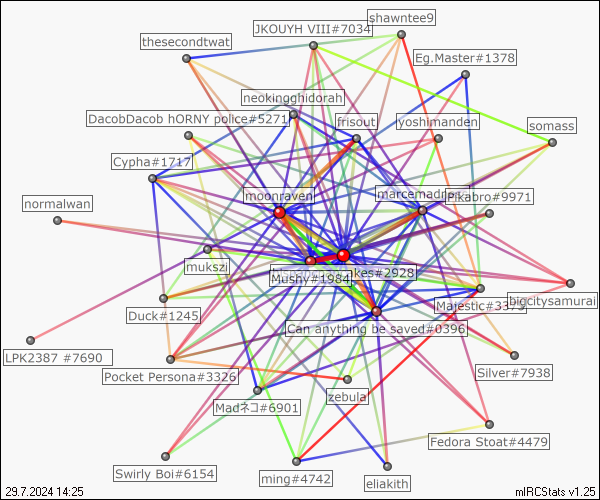 shawntee9
JKOUYH VIII#7034
thesecondtwat
Eg.Master#1378
neokingghidorah
DacobDacob hORNY police#5271
frisout
yoshimanden
somass
Cypha#1717
moonraven
marcemadr
Pikabro#9971
normalwan
mukszi
Mushy#1984
kes#2928
Majestic#3373
bigcitysamurai
Duck#1245
Can anything be saved#0396
LPK2387 #7690
Pocket Persona#3326
Silver#7938
zebula
Madネコ#6901
Fedora Stoat#4479
Swirly Boi#6154
ming#4742
eliakith
29.7.2024 14:25
mIRCStats v1.25